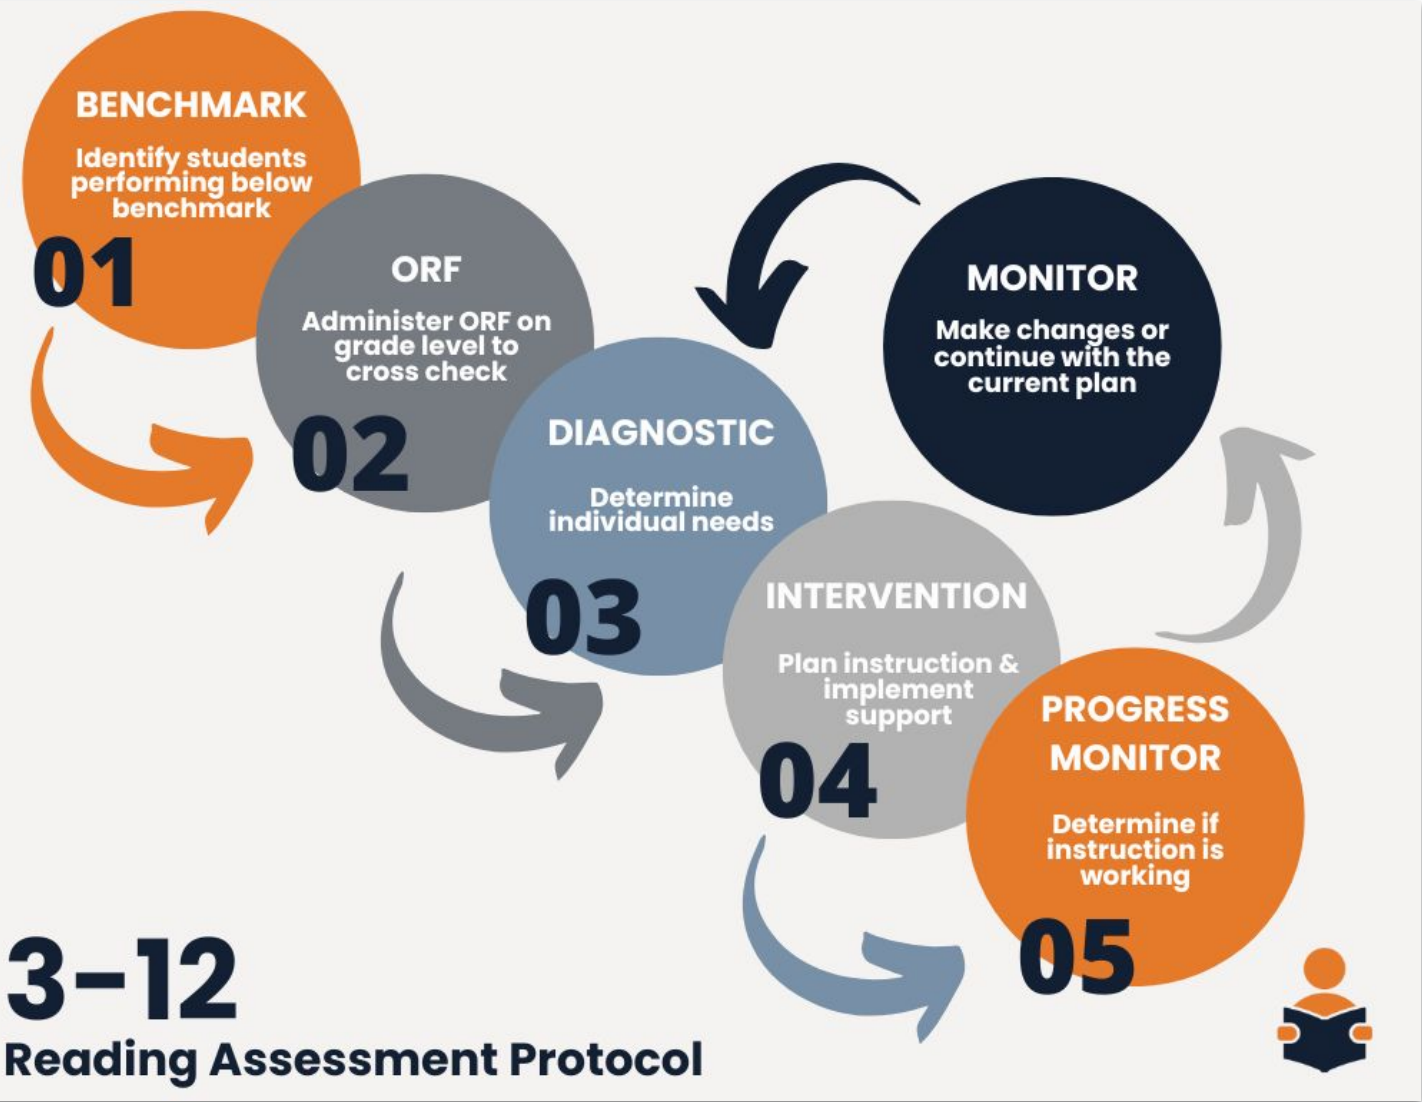 BENCHMARK
Identify students
performing below
benchmark
01
ORF
Administer ORF on
grade level to
cross check
02
DIAGNOSTIC
Determine
individual needs
03
INTERVENTION
Plan instruction &
implement
support
04
PROGRESS
MONITOR
Determine if
instruction is
working
05
MONITOR
Make changes or
continue with the
current plan
3-12
Reading Assessment Protocol